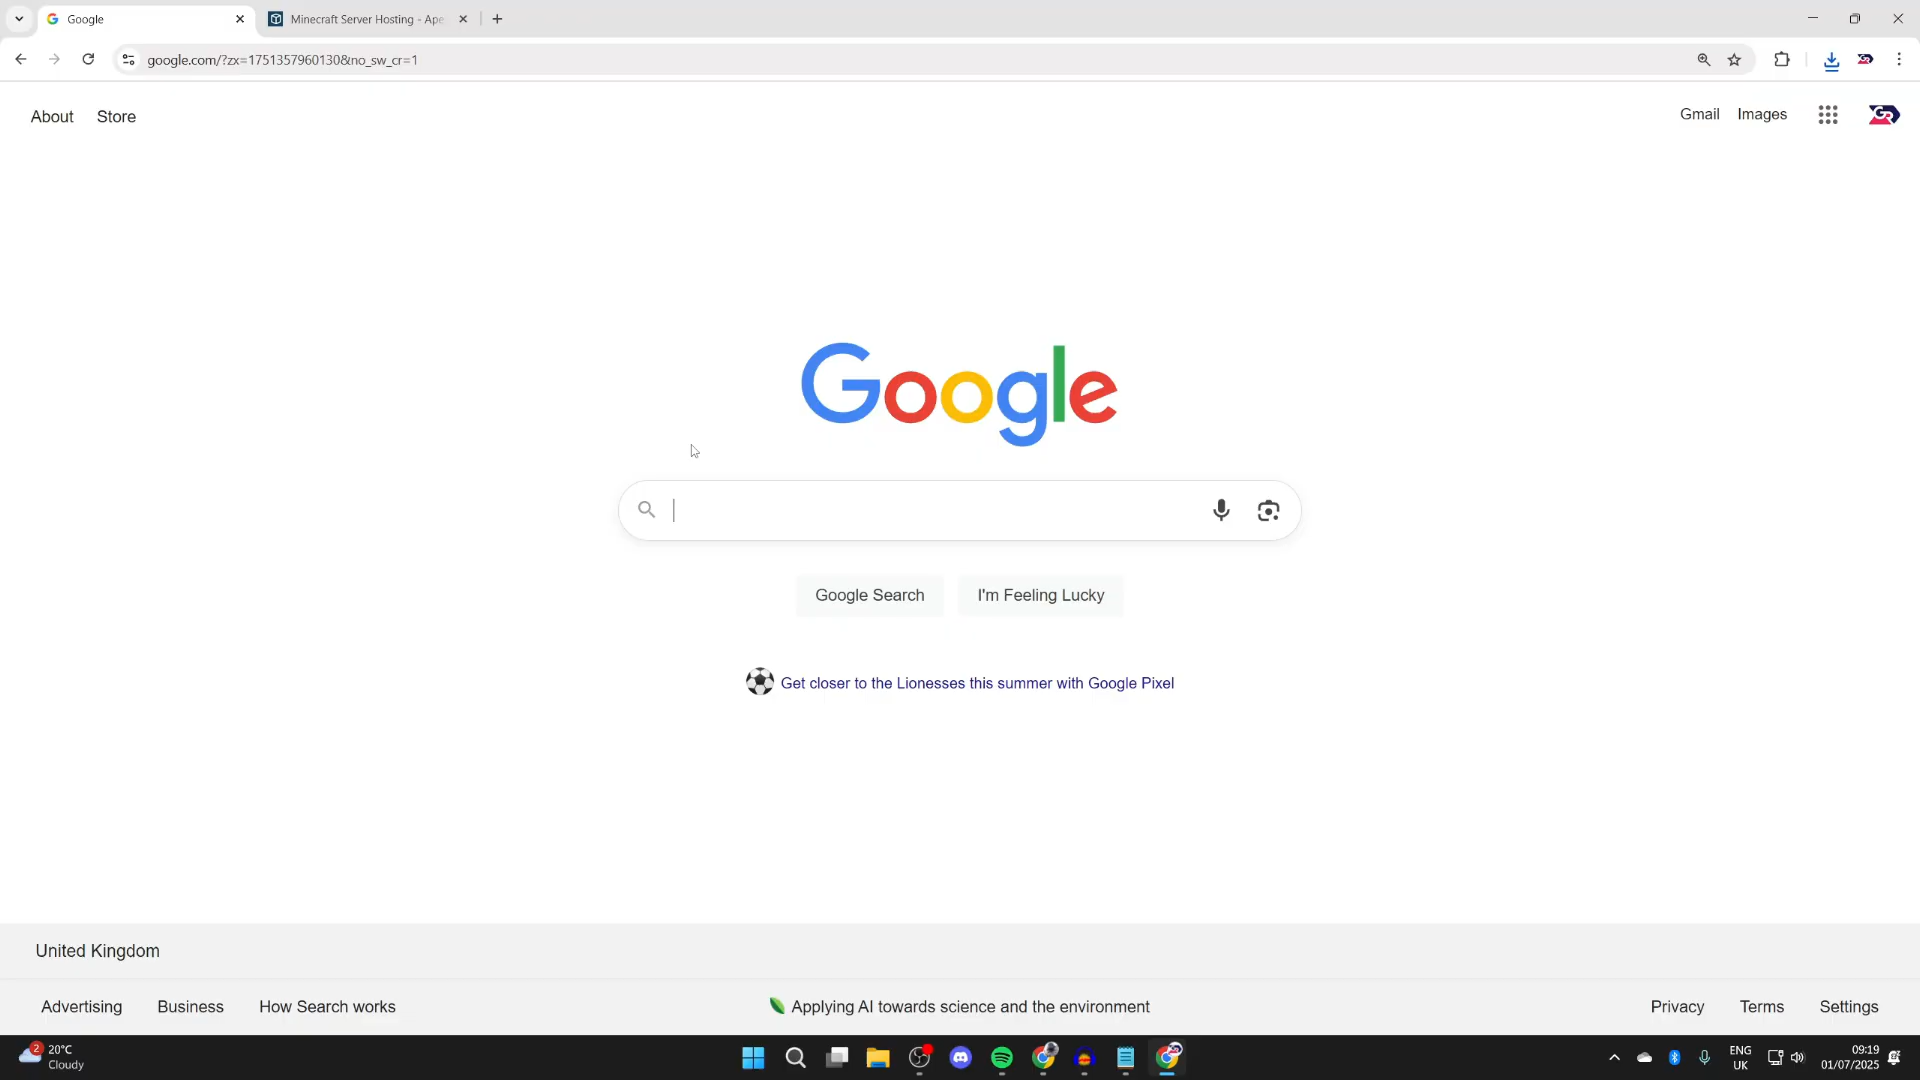 Google
Minecraft Server Hosting - Ape
google.com/?zx=1751357960130&no_sw_cr=1
About
Store
Gmail
Images
Google
Google Search
I'm Feeling Lucky
Get closer to the Lionesses this summer with Google Pixel
United Kingdom
Advertising
Business
How Search works
Applying AI towards science and the environment
Privacy
Terms
Settings
2
20°C
Cloudy
ENG
UK
09:19
01/07/2025